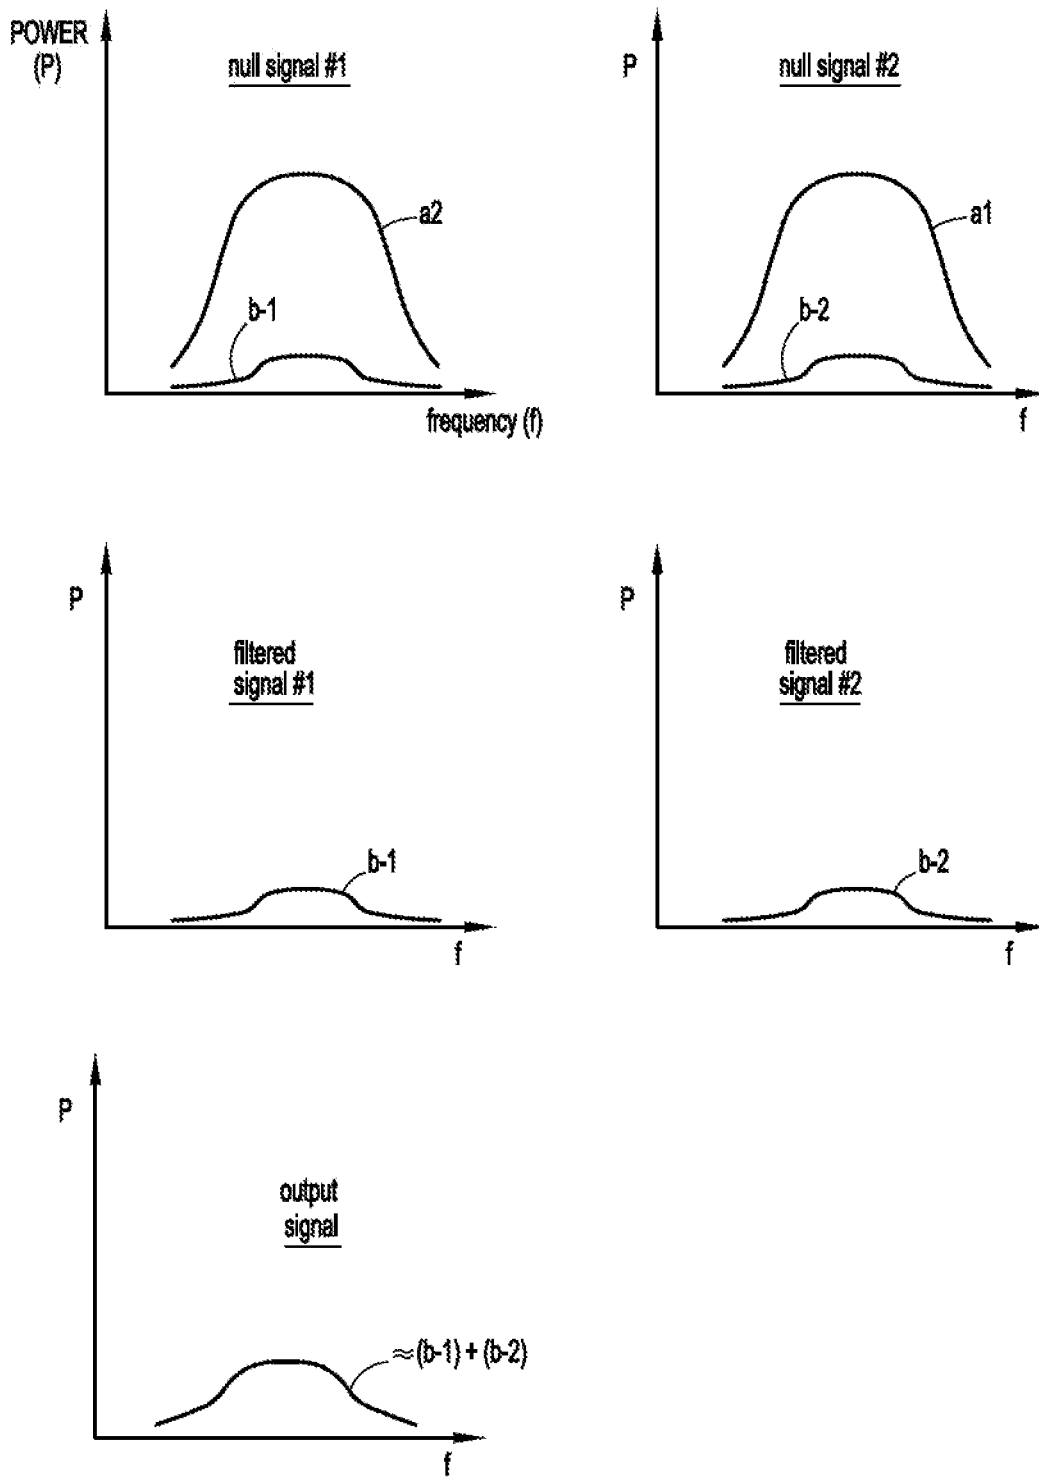 POWER
(P)
null signal #1
a2
b-1
frequency (f)
P
null signal #2
a1
b-2
f
P
filtered
signal #1
b-1
f
P
filtered
signal #2
b-2
f
P
output
signal
≈(b-1) + (b-2)
f